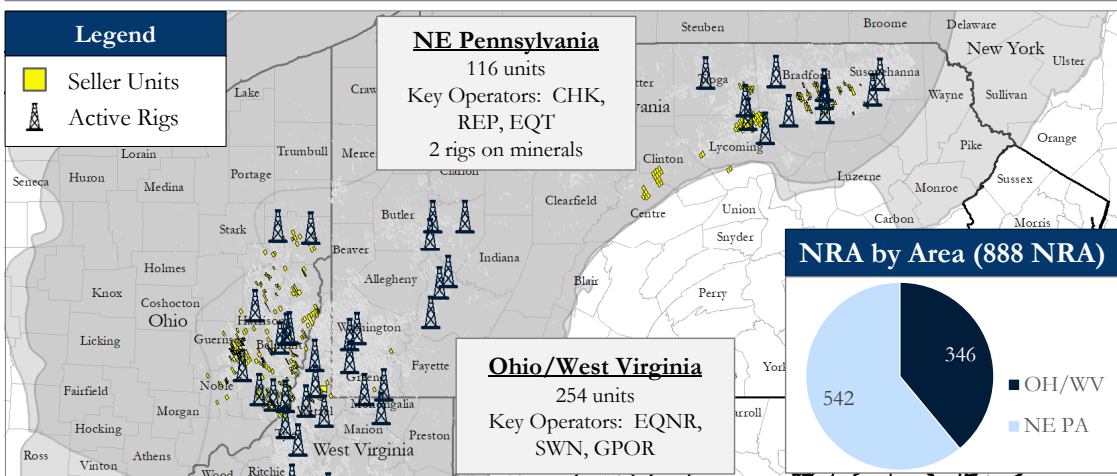 Legend
Seller Units
Active Rigs
NE Pennsylvania
116 units
Key Operators: CHK,
REP, EQT
2 rigs on minerals
Steuben
Broome
Delaware
New York
Ulster
Susquehanna
Bradford
Wayne
Sullivan
Orange
Lake
Lorain
Trumbull
Lycoming
Pike
Seneca
Huron
Medina
Portage
Clarion
Clinton
Luzerne
Monroe
Sussex
Clearfield
Centre
Union
Carbon
Morris
Stark
Butler
Beaver
Snyder
Indiana
Holmes
Allegheny
Blair
Knox
Coshocton
Perry
Ohio
Licking
Guernsey
Fayette
Fairfield
Noble
Morgan
Marion
Preston
Hocking
West Virginia
Ross
Athens
Vinton
Ritchie
Ohio/West Virginia
254 units
Key Operators: EQNR,
SWN, GPOR
NRA by Area (888 NRA)
346
542
OH/WV
NE PA